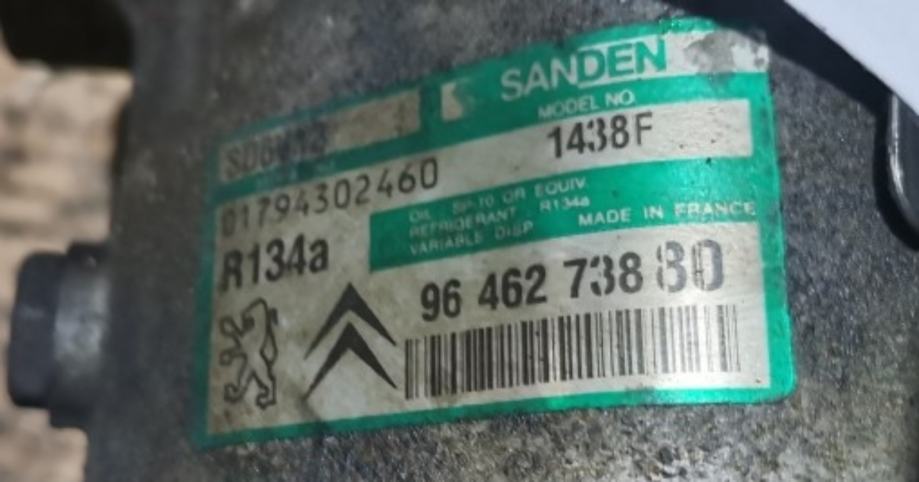 SANDEN
MODEL NO.
SD6V12
1438F
01794302460
OIL SP-10 OR EQUIV.
REFRIGERANT R134a
VARIABLE DISP MADE IN FRANCE
R134a
96 462 738 80